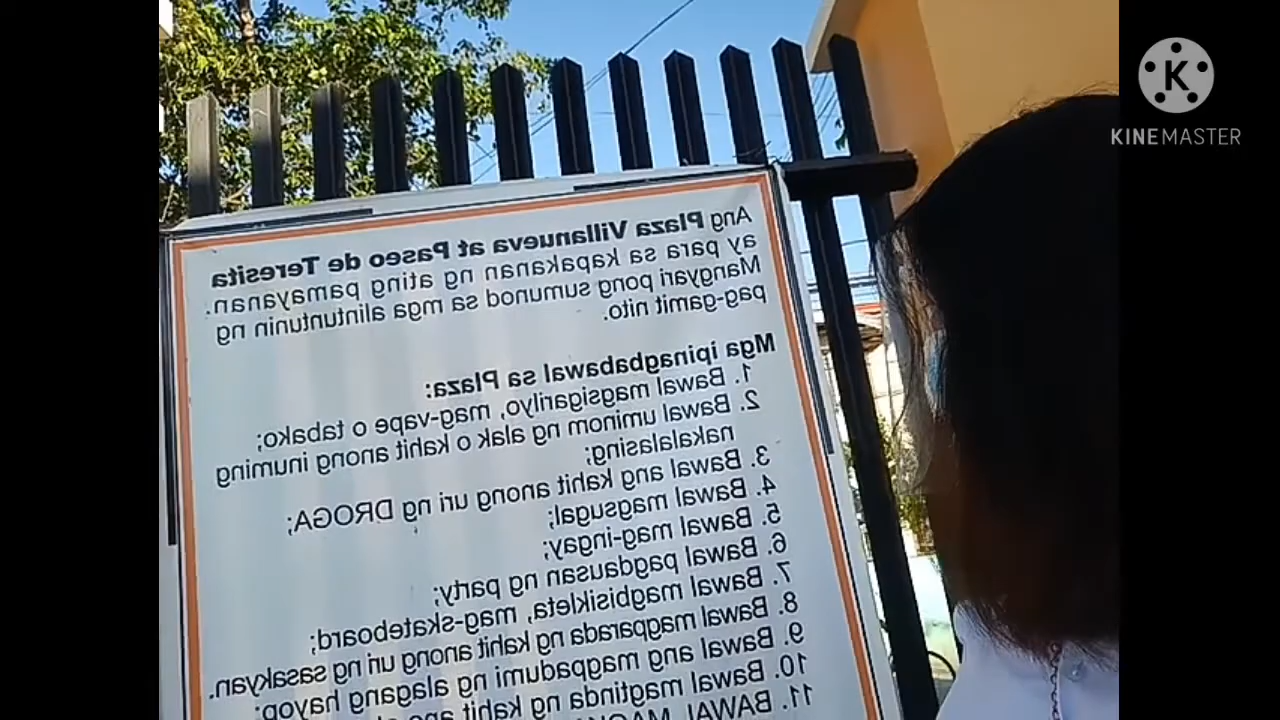 Ang Plaza Villanueva at Paseo de Teresita
ay para sa kapakanan ng ating pamayanan.
Mangyari pong sumunod sa mga alintuntunin ng
pag-gamit nito.
Mga ipinagbabawal sa Plaza:
1. Bawal magsigarilyo, mag-vape o tabako;
2. Bawal uminom ng alak o kahit anong inuming
nakalalasing;
3. Bawal ang kahit anong uri ng DROGA;
4. Bawal magsugal;
5. Bawal mag-ingay;
6. Bawal pagdausan ng party;
7. Bawal magbisikleta, mag-skateboard;
8. Bawal magparada ng kahit anong uri ng sasakyan.
9. Bawal ang magpadumi ng alagang hayop;
10. Bawal magtinda ng kahit
11. BAWAL
K
KINEMASTER